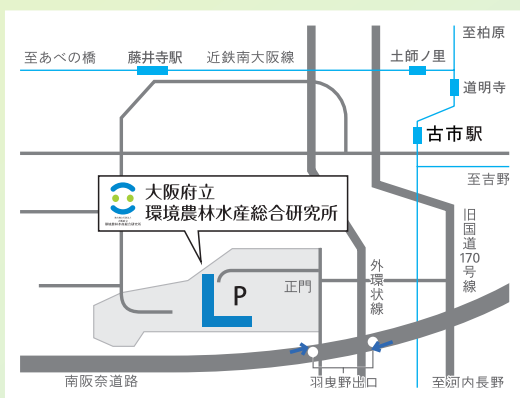 至柏原
至あべの橋
藤井寺駅
近鉄南大阪線
土師ノ里
道明寺
古市駅
至吉野
大阪府立
環境農林水産総合研究所
旧国道170号線
外環状線
P
正門
南阪奈道路
羽曳野出口
至河内長野